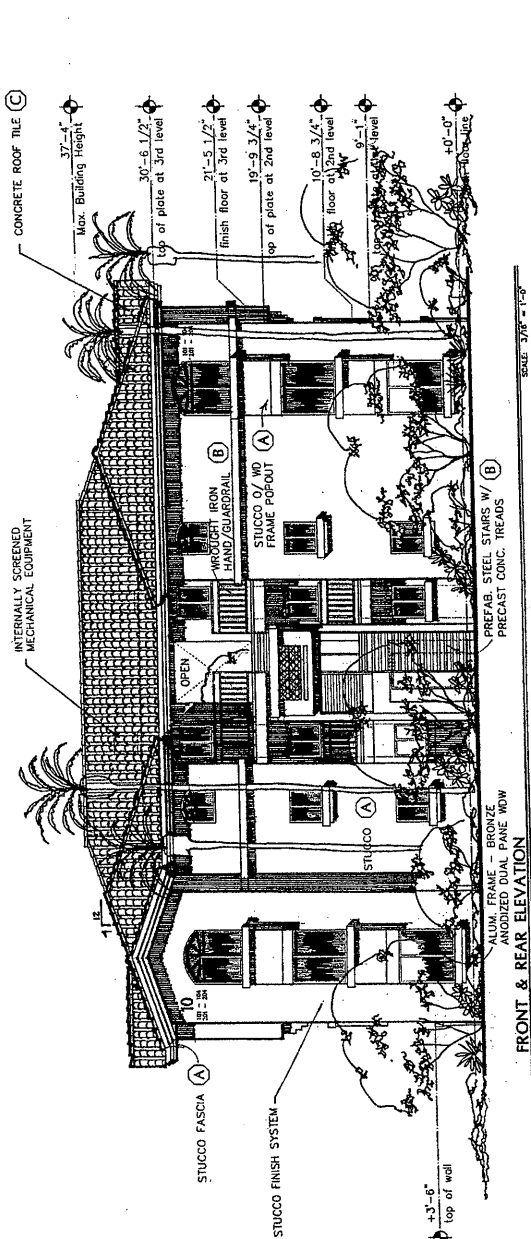 CONCRETE ROOF TILE C
INTERNALLY SCREENED
MECHANICAL EQUIPMENT
37'-4"
Max. Building Height
30'-6 1/2"
top of plate at 3rd level
21'-5 1/2"
finish floor at 3rd level
19'-9 3/4"
top of plate at 2nd level
10'-8 3/4"
floor at 2nd level
9'-1"
level
±0'-0"
7
12
OPEN
WROUGHT IRON
HAND/GUARDRAIL B
STUCCO O/ WD
FRAME POPOUT A
STUCCO A
10
STUCCO FASCIA A
STUCCO FINISH SYSTEM
+3'-6"
top of wall
ALUM. FRAME - BRONZE
ANODIZED DUAL PANE WDW
PREFAB. STEEL STAIRS W/
PRECAST CONC. TREADS B
FRONT & REAR ELEVATION
SCALE: 3/16" = 1'-0"